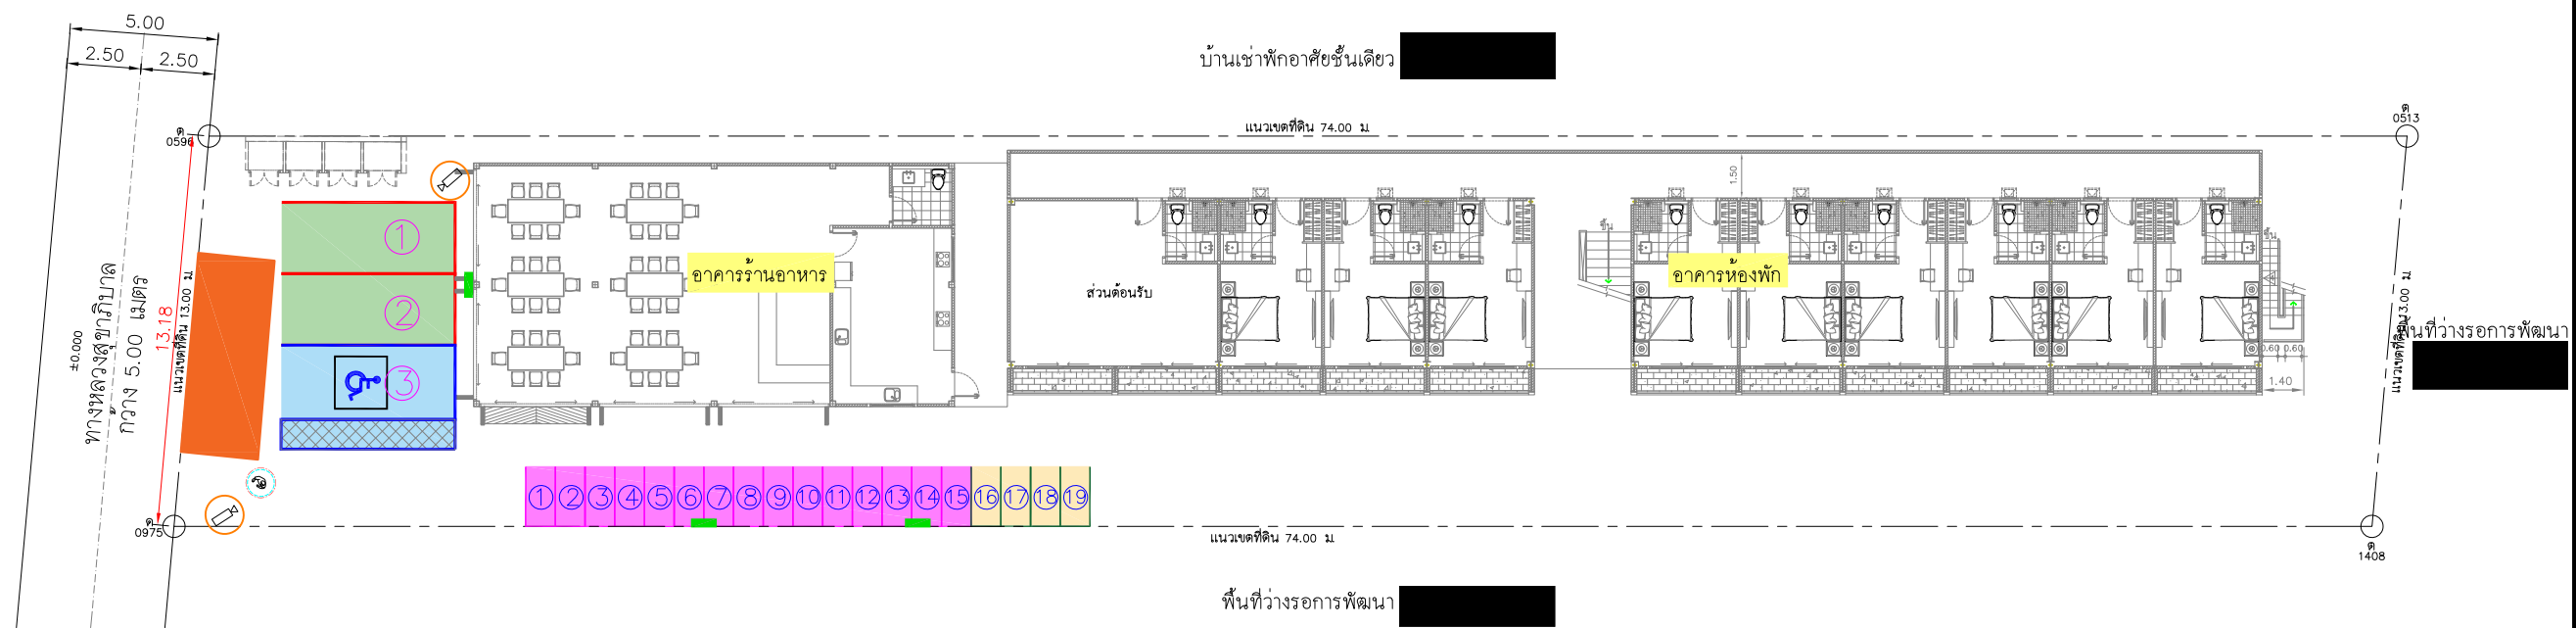 5.00
2.50
2.50
บ้านเช่าพักอาศัยชั้นเดียว
ต
0596
แนวเขตที่ดิน 74.00 ม.
ต
0513
1.50
1
2
3
อาคารร้านอาหาร
ส่วนต้อนรับ
ขึ้น
อาคารห้องพัก
ขึ้น
±0.000
ทางหลวงสุขาภิบาล
กว้าง 5.00 เมตร
13.18
แนวเขตที่ดิน 13.00 ม.
แนวเขตที่ดิน 13.00 ม.
พื้นที่ว่างรอการพัฒนา
0.60 0.60
1.40
1 2 3 4 5 6 7 8 9 10 11 12 13 14 15 16 17 18 19
ต
0975
แนวเขตที่ดิน 74.00 ม.
ต
1408
พื้นที่ว่างรอการพัฒนา